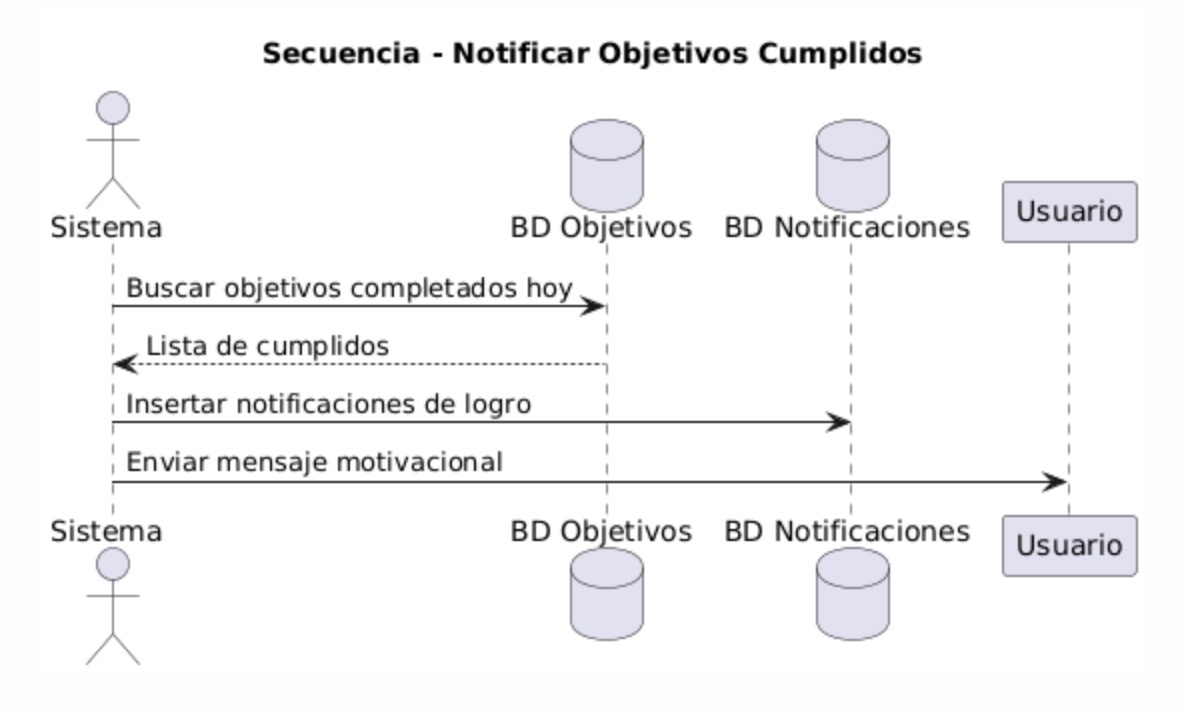 Secuencia - Notificar Objetivos Cumplidos
Sistema
BD Objetivos
BD Notificaciones
Usuario
Buscar objetivos completados hoy
Lista de cumplidos
Insertar notificaciones de logro
Enviar mensaje motivacional
Sistema
BD Objetivos
BD Notificaciones
Usuario